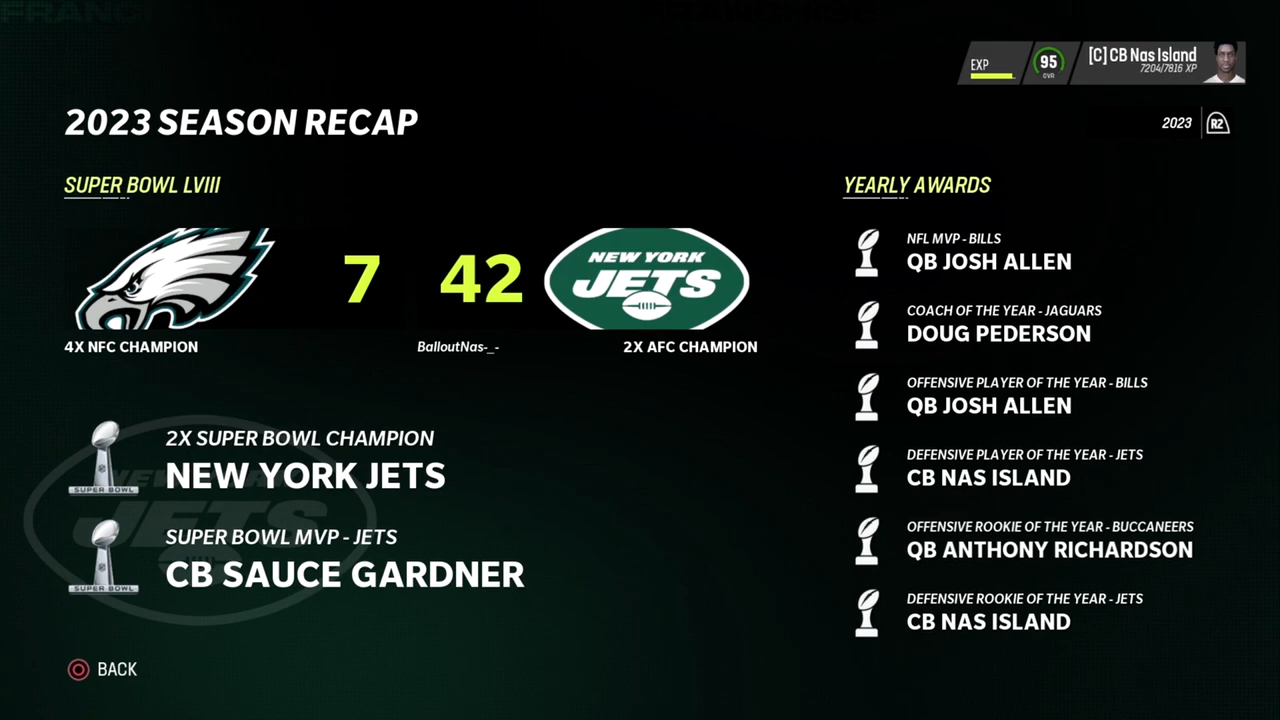 EXP
95
OVR
[C] CB Nas Island
7204/7816 XP
2023 SEASON RECAP
2023
R2
SUPER BOWL LVIII
7
42
NEW YORK
JETS
4X NFC CHAMPION
BalloutNas-_-
2X AFC CHAMPION
2X SUPER BOWL CHAMPION
NEW YORK JETS
SUPER BOWL
SUPER BOWL MVP - JETS
CB SAUCE GARDNER
SUPER BOWL
YEARLY AWARDS
NFL MVP - BILLS
QB JOSH ALLEN
COACH OF THE YEAR - JAGUARS
DOUG PEDERSON
OFFENSIVE PLAYER OF THE YEAR - BILLS
QB JOSH ALLEN
DEFENSIVE PLAYER OF THE YEAR - JETS
CB NAS ISLAND
OFFENSIVE ROOKIE OF THE YEAR - BUCCANEERS
QB ANTHONY RICHARDSON
DEFENSIVE ROOKIE OF THE YEAR - JETS
CB NAS ISLAND
BACK